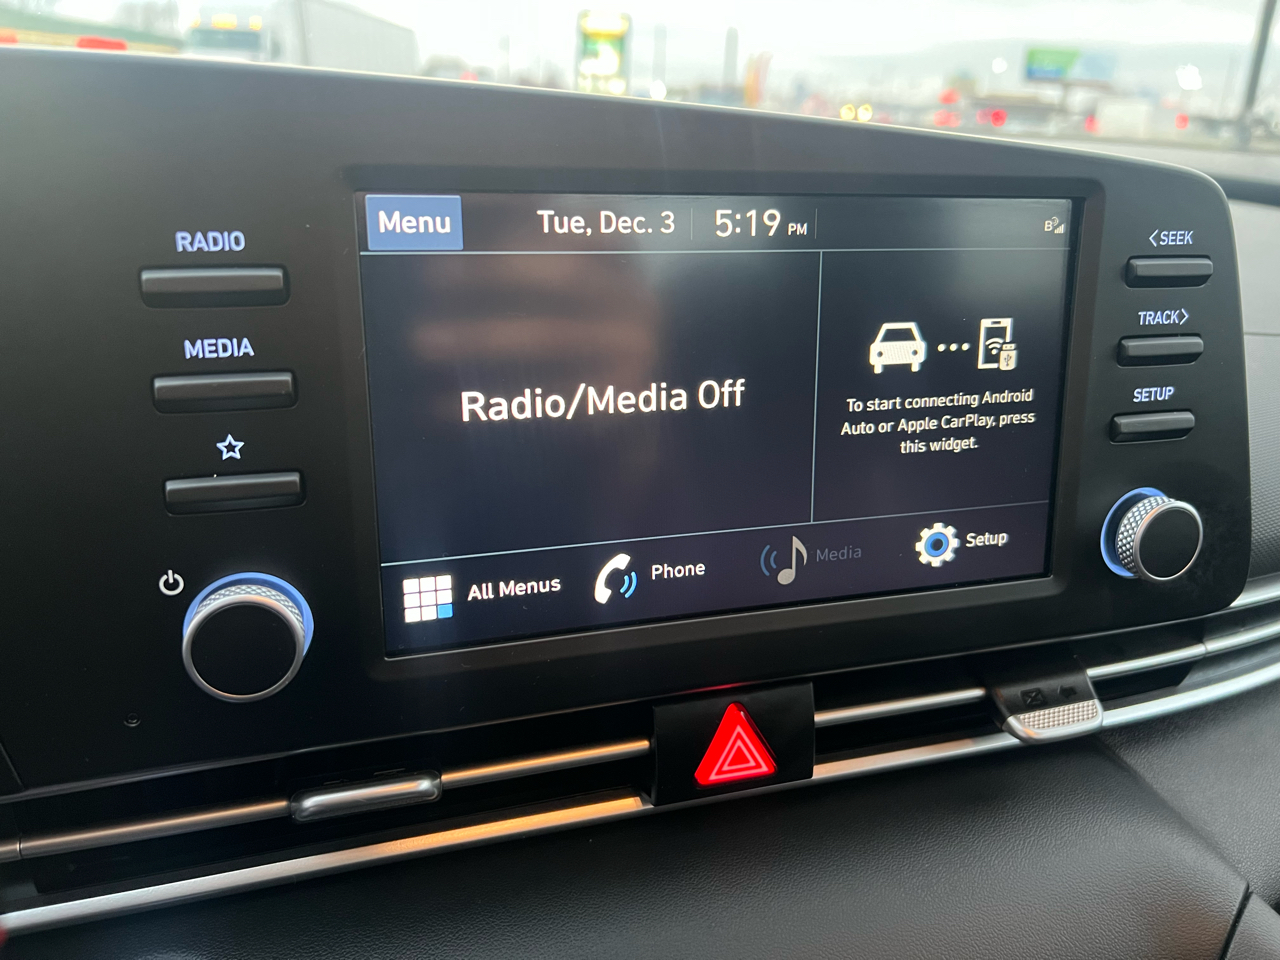 RADIO
MEDIA
Menu
Tue, Dec. 3
5:19 PM
B
Radio/Media Off
To start connecting Android
Auto or Apple CarPlay, press
this widget.
All Menus
Phone
Media
Setup
<SEEK
TRACK>
SETUP